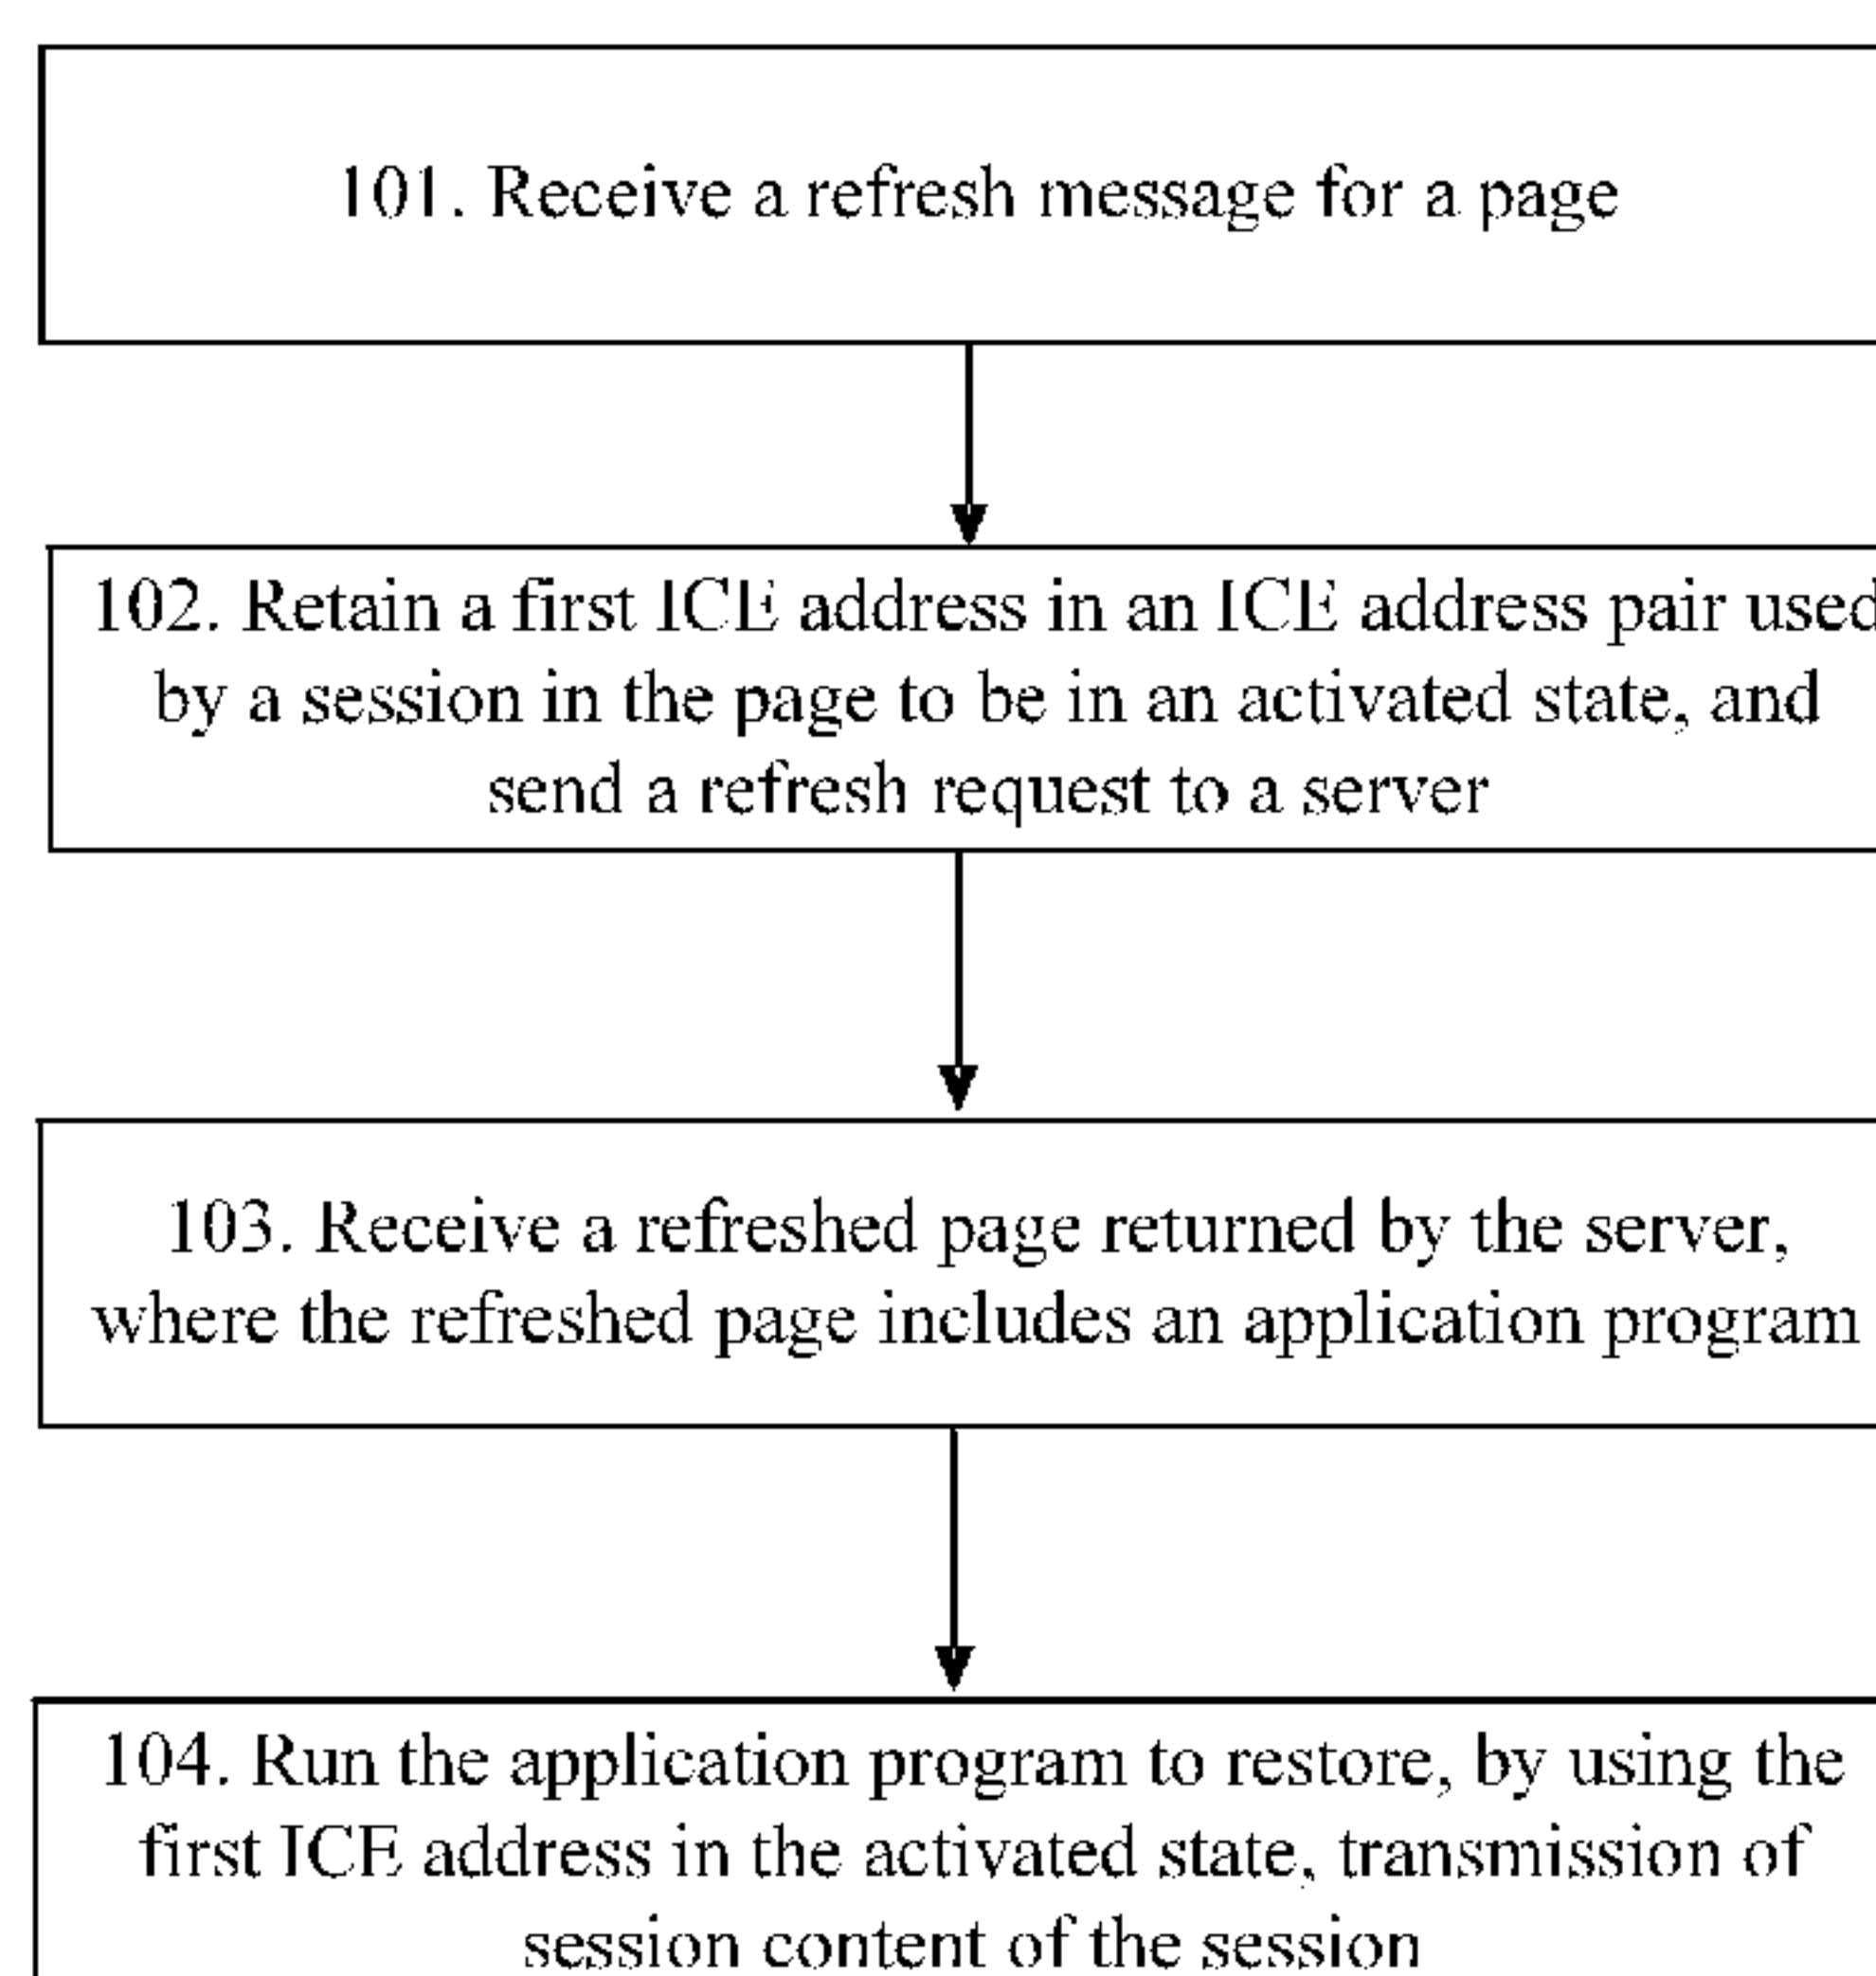 101. Receive a refresh message for a page
102. Retain a first ICE address in an ICE address pair used
by a session in the page to be in an activated state, and
send a refresh request to a server
103. Receive a refreshed page returned by the server,
where the refreshed page includes an application program
104. Run the application program to restore, by using the
first ICE address in the activated state, transmission of
session content of the session